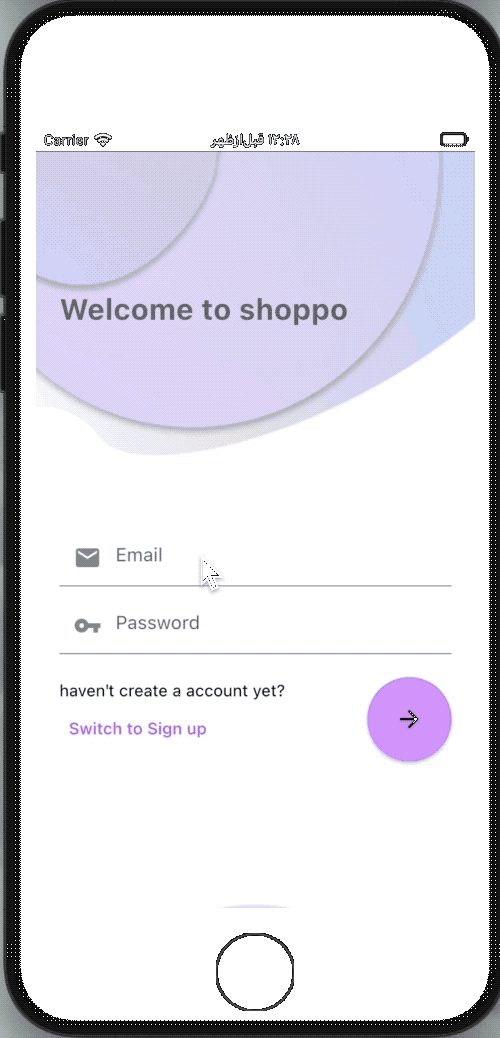 Carrier
۱۲:۲۸ قبل‌ازظهر
Welcome to shoppo
Email
Password
haven't create a account yet?
Switch to Sign up